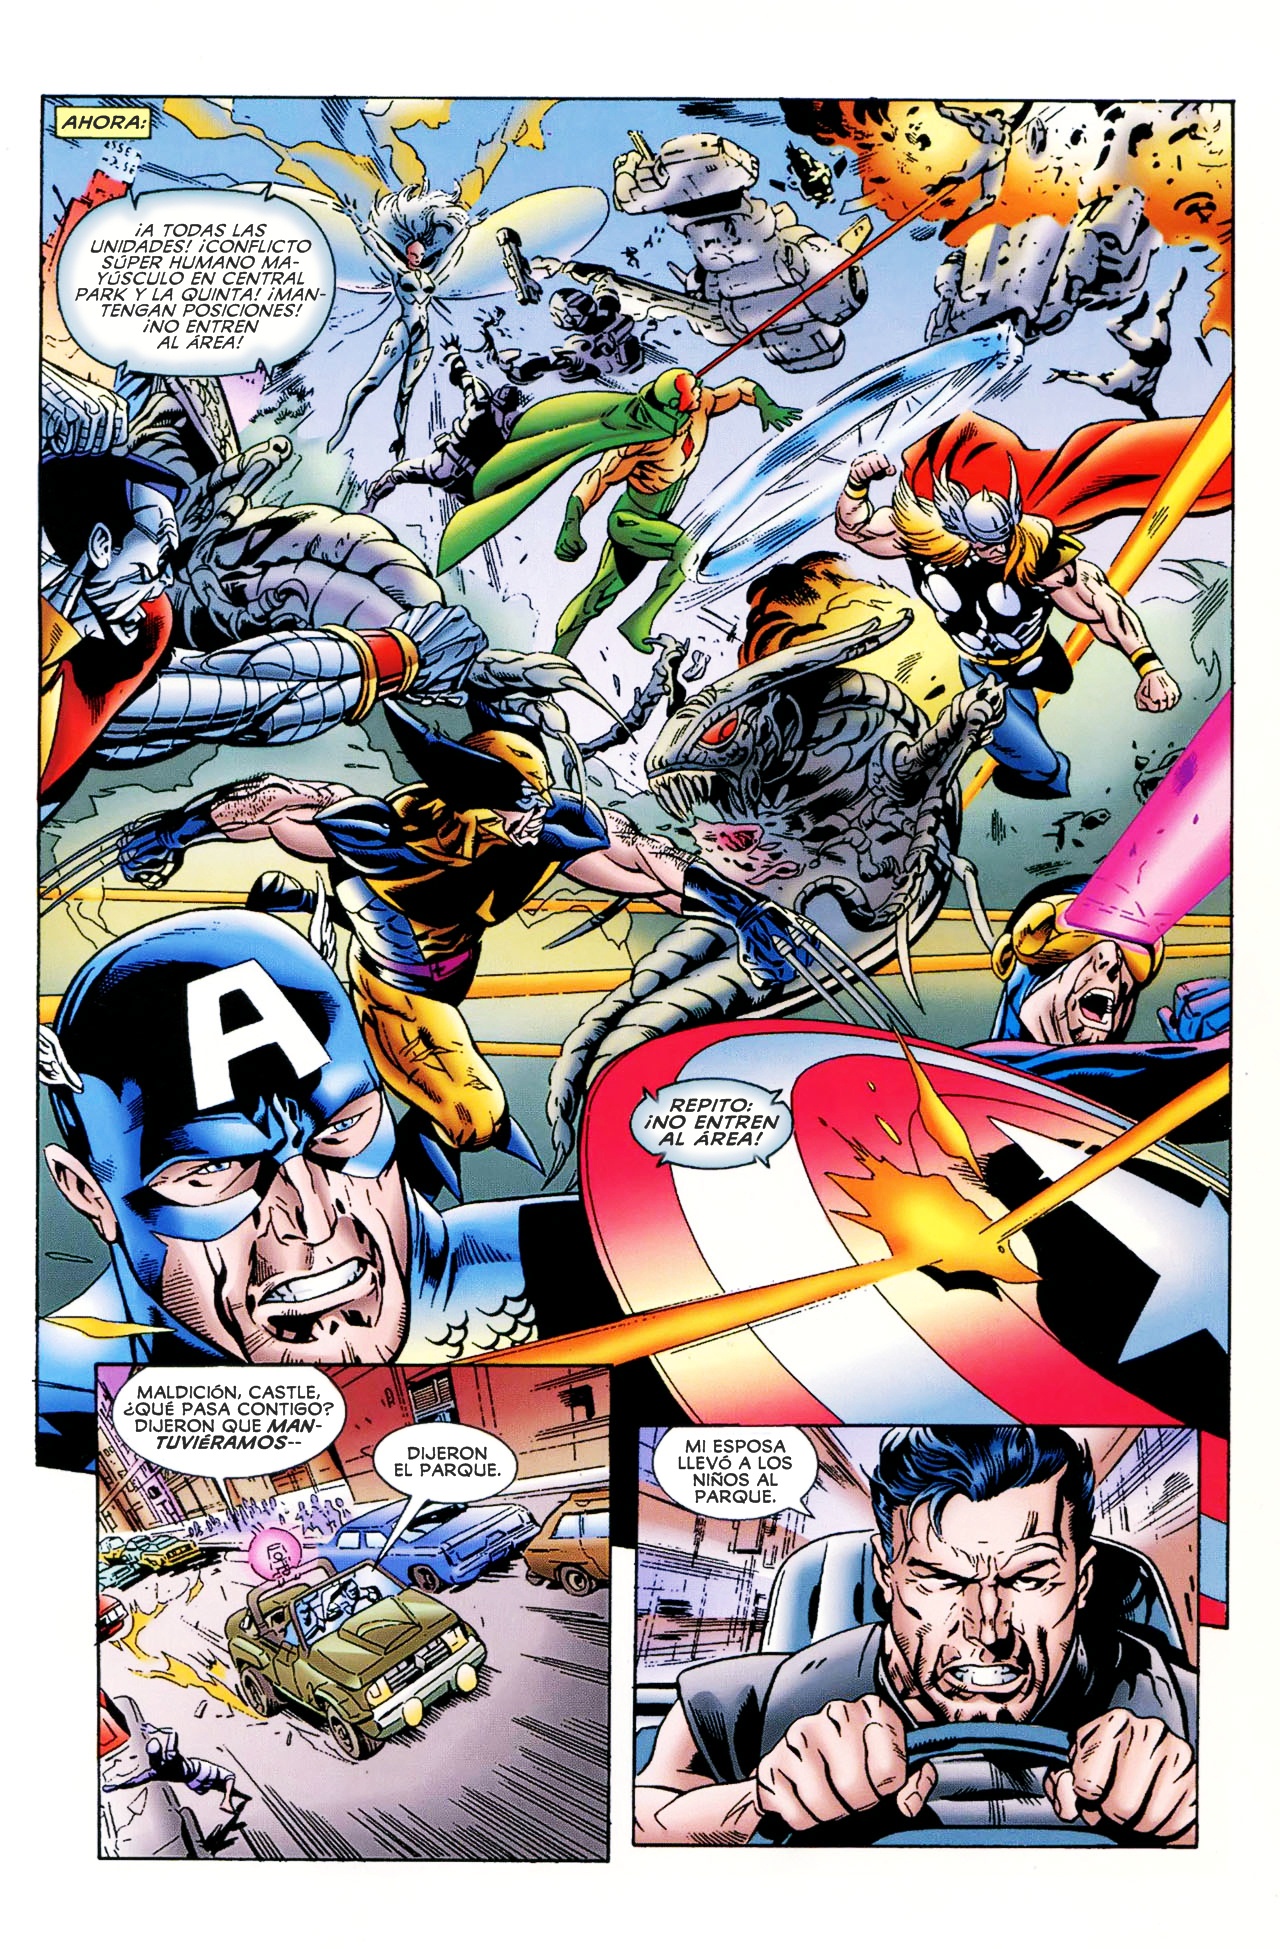 AHORA:
¡A TODAS LAS
UNIDADES! ¡CONFLICTO
SÚPER HUMANO MA-
YÚSCULO EN CENTRAL
PARK Y LA QUINTA! ¡MAN-
TENGAN POSICIONES!
¡NO ENTREN
AL ÁREA!
A
REPITO:
¡NO ENTREN
AL ÁREA!
MALDICIÓN, CASTLE,
¿QUÉ PASA CONTIGO?
DIJERON QUE MAN-
TUVIÉRAMOS--
DIJERON
EL PARQUE.
MI ESPOSA
LLEVÓ A LOS
NIÑOS AL
PARQUE.